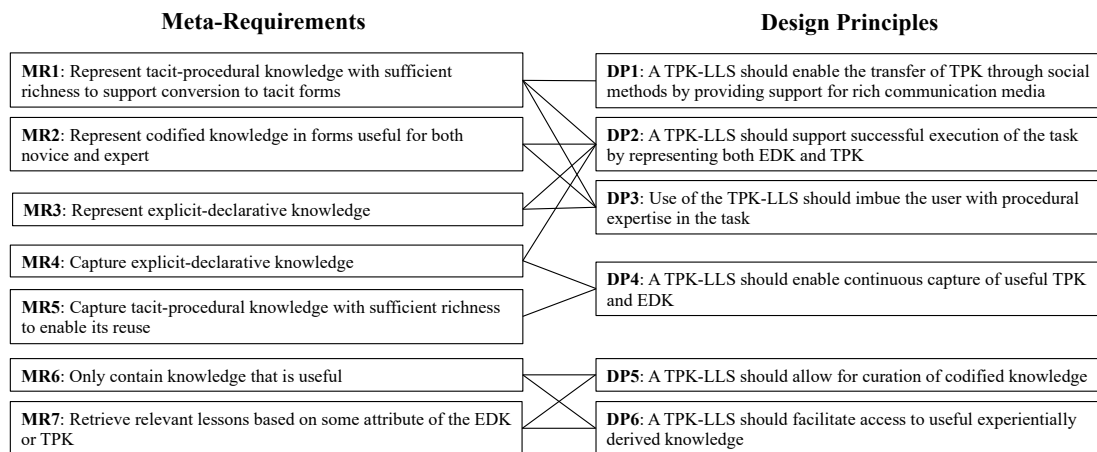 Meta-Requirements
MR1: Represent tacit-procedural knowledge with sufficient
richness to support conversion to tacit forms
MR2: Represent codified knowledge in forms useful for both
novice and expert
MR3: Represent explicit-declarative knowledge
MR4: Capture explicit-declarative knowledge
MR5: Capture tacit-procedural knowledge with sufficient richness
to enable its reuse
MR6: Only contain knowledge that is useful
MR7: Retrieve relevant lessons based on some attribute of the EDK
or TPK
Design Principles
DP1: A TPK-LLS should enable the transfer of TPK through social
methods by providing support for rich communication media
DP2: A TPK-LLS should support successful execution of the task
by representing both EDK and TPK
DP3: Use of the TPK-LLS should imbue the user with procedural
expertise in the task
DP4: A TPK-LLS should enable continuous capture of useful TPK
and EDK
DP5: A TPK-LLS should allow for curation of codified knowledge
DP6: A TPK-LLS should facilitate access to useful experientially
derived knowledge